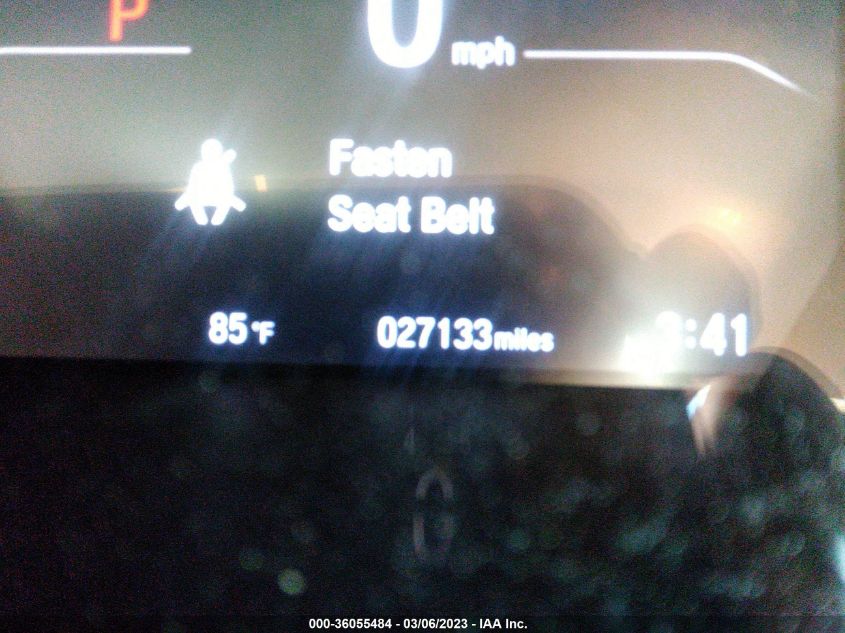 P
0 mph
Fasten
Seat Belt
85°F 027133 miles :41
000-36055484 - 03/06/2023 - IAA Inc.